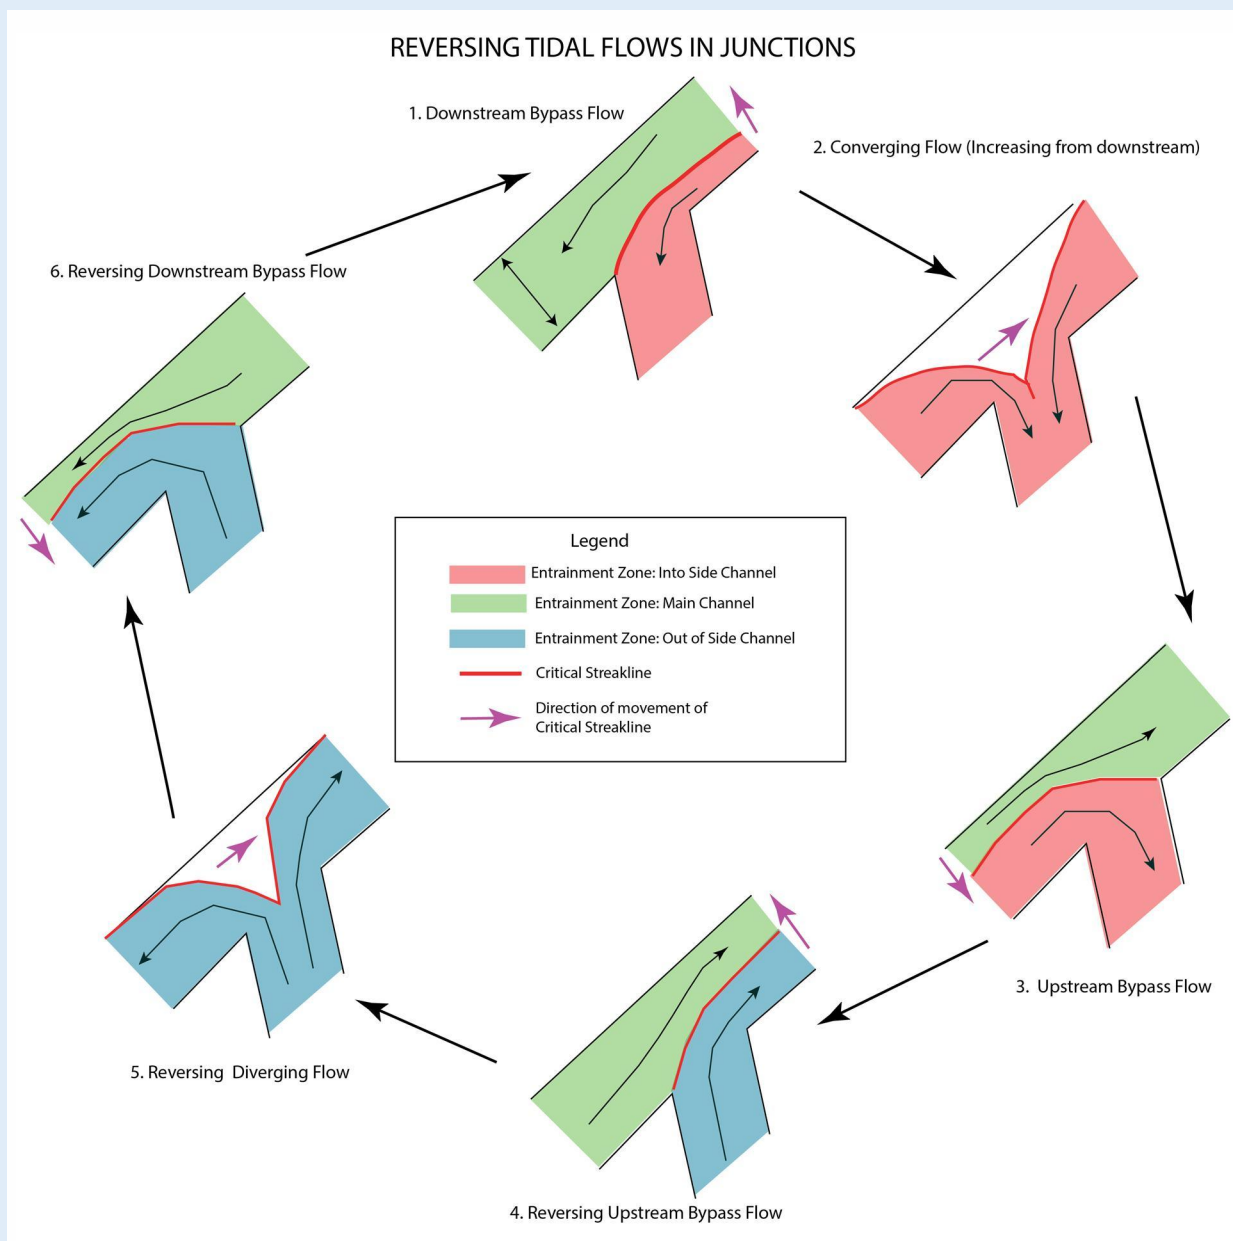 REVERSING TIDAL FLOWS IN JUNCTIONS
1. Downstream Bypass Flow
2. Converging Flow (Increasing from downstream)
6. Reversing Downstream Bypass Flow
Legend
Entrainment Zone: Into Side Channel
Entrainment Zone: Main Channel
Entrainment Zone: Out of Side Channel
Critical Streakline
Direction of movement of
Critical Streakline
3. Upstream Bypass Flow
5. Reversing Diverging Flow
4. Reversing Upstream Bypass Flow